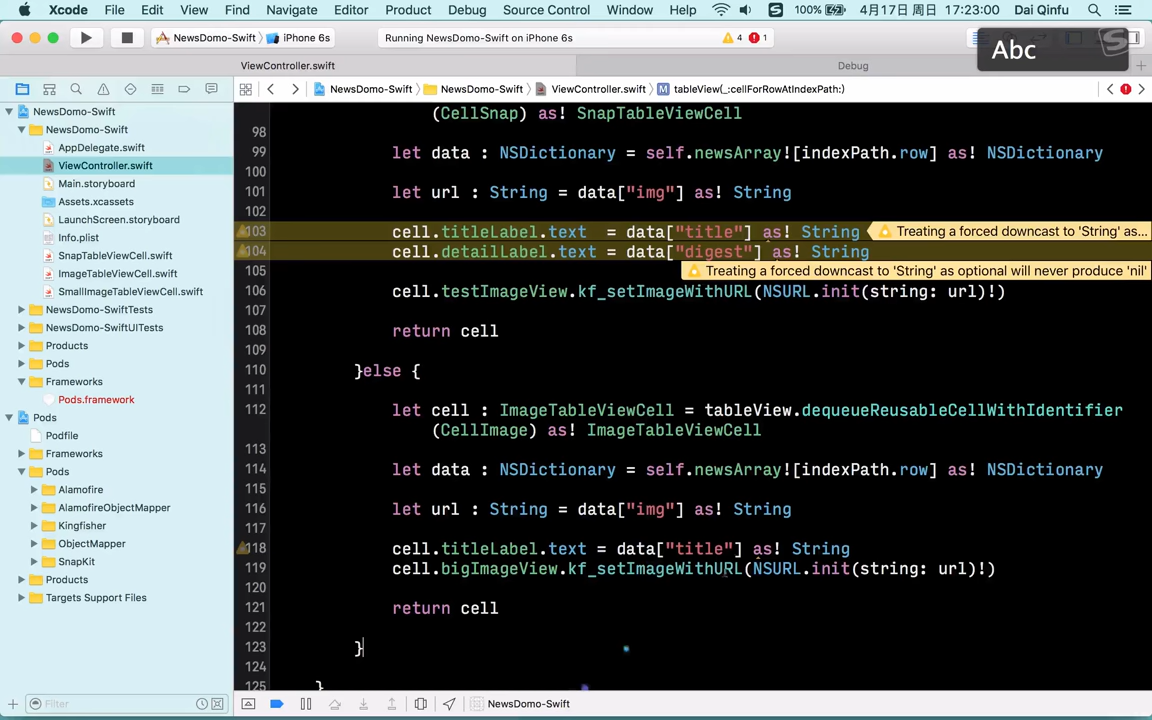 Xcode File Edit View Find Navigate Editor Product Debug Source Control Window Help 100% 4月17日 周日 17:23:00 Dai Qinfu
NewsDomo-Swift iPhone 6s Running NewsDomo-Swift on iPhone 6s 4 1
Abc
ViewController.swift Debug
NewsDomo-Swift NewsDomo-Swift ViewController.swift M tableView(_:cellForRowAtIndexPath:)
NewsDomo-Swift
NewsDomo-Swift
AppDelegate.swift
ViewController.swift
Main.storyboard
Assets.xcassets
LaunchScreen.storyboard
Info.plist
SnapTableViewCell.swift
ImageTableViewCell.swift
SmallImageTableViewCell.swift
NewsDomo-SwiftTests
NewsDomo-SwiftUITests
Products
Pods
Frameworks
Pods.framework
Pods
Podfile
Frameworks
Pods
Alamofire
AlamofireObjectMapper
Kingfisher
ObjectMapper
SnapKit
Products
Targets Support Files
Filter
(CellSnap) as! SnapTableViewCell
98
99 let data : NSDictionary = self.newsArray![indexPath.row] as! NSDictionary
100
101 let url : String = data["img"] as! String
102
103 cell.titleLabel.text  = data["title"] as! String Treating a forced downcast to 'String' as...
104 cell.detailLabel.text = data["digest"] as! String
105 Treating a forced downcast to 'String' as optional will never produce 'nil'
106 cell.testImageView.kf_setImageWithURL(NSURL.init(string: url)!)
107
108 return cell
109
110 }else {
111
112 let cell : ImageTableViewCell = tableView.dequeueReusableCellWithIdentifier
(CellImage) as! ImageTableViewCell
113
114 let data : NSDictionary = self.newsArray![indexPath.row] as! NSDictionary
115
116 let url : String = data["img"] as! String
117
118 cell.titleLabel.text = data["title"] as! String
119 cell.bigImageView.kf_setImageWithURL(NSURL.init(string: url)!)
120
121 return cell
122
123 }
124
125 }
NewsDomo-Swift